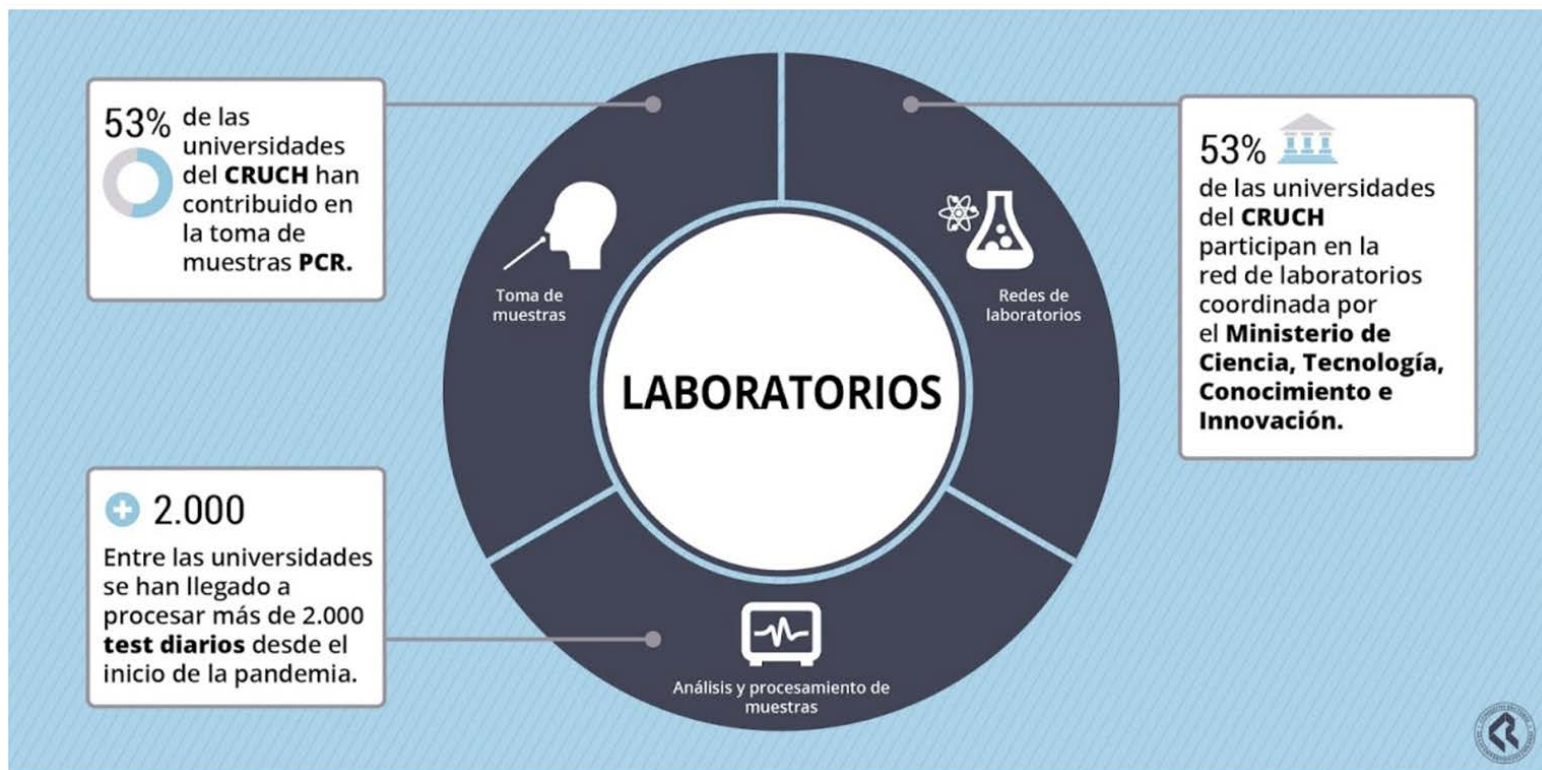 53% de las
universidades
del CRUCH han
contribuido en
la toma de
muestras PCR.
Toma de
muestras
Redes de
laboratorios
53%
de las universidades
del CRUCH
participan en la
red de laboratorios
coordinada por
el Ministerio de
Ciencia, Tecnología,
Conocimiento e
Innovación.
LABORATORIOS
+ 2.000
Entre las universidades
se han llegado a
procesar más de 2.000
test diarios desde el
inicio de la pandemia.
Análisis y procesamiento de
muestras